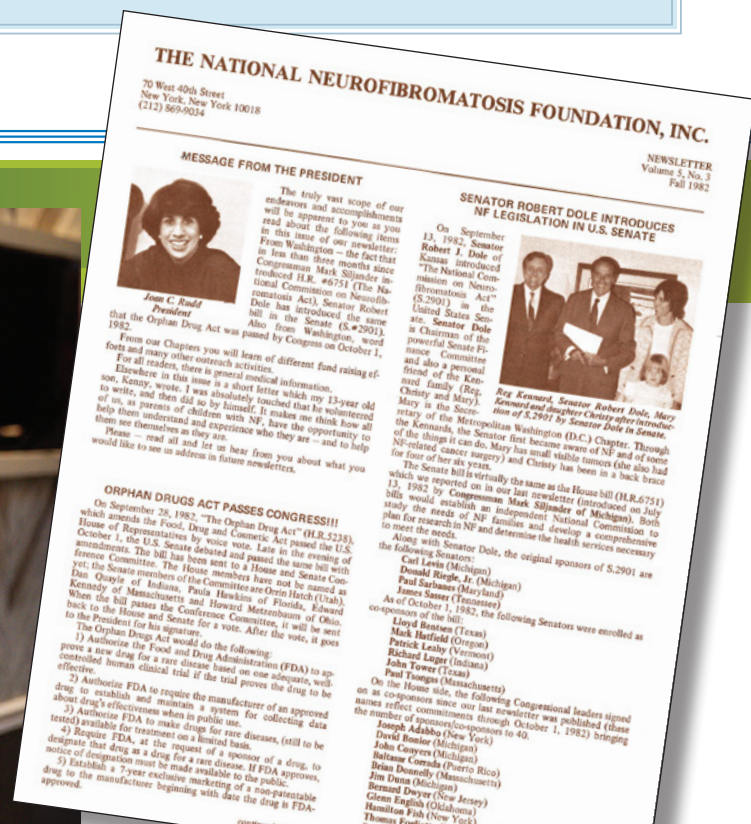 THE NATIONAL NEUROFIBROMATOSIS FOUNDATION, INC.
70 West 40th Street
New York, New York 10018
(212) 869-9034
NEWSLETTER
Volume 5, No. 3
Fall 1982
MESSAGE FROM THE PRESIDENT
The truly vast scope of our
endeavors and accomplishments
will be apparent to you as you
read about the following items
in this issue of our newsletter:
From Washington – the fact that
in less than three months since
Congressman Mark Siljander in-
troduced H.R. #6751 (The Na-
tional Commission on Neurofib-
romatosis Act), Senator Robert
Dole has introduced the same
bill in the Senate (S.#2901).
Also from Washington, word
Joan C. Rudd
President
that the Orphan Drug Act was passed by Congress on October 1,
1982.
From our Chapters you will learn of different fund raising ef-
forts and many other outreach activities.
For all readers, there is general medical information.
Elsewhere in this issue is a short letter which my 13-year old
son, Kenny, wrote. I was absolutely touched that he volunteered
to write, and then did so by himself. It makes me think how all
of us, as parents of children with NF, have the opportunity to
help them understand and experience who they are – and to help
them see themselves as they are.
Please – read all and let us hear from you about what you
would like to see us address in future newsletters.
ORPHAN DRUGS ACT PASSES CONGRESS!!!
On September 28, 1982, "The Orphan Drug Act" (H.R.5238),
which amends the Food, Drug and Cosmetic Act passed the U.S.
House of Representatives by voice vote. Late in the evening of
October 1, the U.S. Senate debated and passed the same bill with
amendments. The bill has been sent to a House and Senate Con-
ference Committee. The House members have not been named as
yet; the Senate members of the Committee are Orrin Hatch (Utah),
Dan Quayle of Indiana, Paula Hawkins of Florida, Edward
Kennedy of Massachusetts and Howard Metzenbaum of Ohio.
When the bill passes the Conference Committee, it will be sent
back to the House and Senate for a vote. After the vote, it goes
to the President for his signature.
The Orphan Drugs Act would do the following:
1) Authorize the Food and Drug Administration (FDA) to ap-
prove a new drug for a rare disease based on one adequate, well-
controlled human clinical trial if the trial proves the drug to be
effective.
2) Authorize FDA to require the manufacturer of an approved
drug to establish and maintain a system for collecting data
about drug's effectiveness when in public use.
3) Authorize FDA to make drugs for rare diseases, (still to be
tested) available for treatment on a limited basis.
4) Require FDA, at the request of a sponsor of a drug, to
designate that drug as a drug for a rare disease. If FDA approves,
notice of designation must be made available to the public.
5) Establish a 7-year exclusive marketing of a non-patentable
drug to the manufacturer beginning with date the drug is FDA-
approved.
SENATOR ROBERT DOLE INTRODUCES
NF LEGISLATION IN U.S. SENATE
On September
13, 1982, Senator
Robert J. Dole of
Kansas introduced
"The National Com-
mission on Neuro-
fibromatosis Act"
(S.2901) in the
United States Sen-
ate. Senator Dole
is Chairman of the
powerful Senate Fi-
nance Committee
and also a personal
friend of the Ken-
nard family (Reg,
Christy and Mary).
Mary is the Secre-
Reg Kennard, Senator Robert Dole, Mary
Kennard and daughter Christy after introduc-
tion of S.2901 by Senator Dole in Senate.
tary of the Metropolitan Washington (D.C.) Chapter. Through
the Kennards, the Senator first became aware of NF and of some
of the things it can do. Mary has small visible tumors (she also had
NF-related cancer surgery) and Christy has been in a back brace
for four of her six years.
The Senate bill is virtually the same as the House bill (H.R.6751)
which we reported on in our last newsletter (introduced on July
13, 1982 by Congressman Mark Siljander of Michigan). Both
bills would establish an independent National Commission to
study the needs of NF families and develop a comprehensive
plan for research in NF and determine the health services necessary
to meet the needs.
Along with Senator Dole, the original sponsors of S.2901 are
the following Senators:
Carl Levin (Michigan)
Donald Riegle, Jr. (Michigan)
Paul Sarbanes (Maryland)
James Sasser (Tennessee)
As of October 1, 1982, the following Senators were enrolled as
co-sponsors of the bill:
Lloyd Bentsen (Texas)
Mark Hatfield (Oregon)
Patrick Leahy (Vermont)
Richard Lugar (Indiana)
John Tower (Texas)
Paul Tsongas (Massachusetts)
On the House side, the following Congressional leaders signed
on as co-sponsors since our last newsletter was published (these
names reflect commitments through October 1, 1982) bringing
the number of sponsors/co-sponsors to 40.
Joseph Adabbo (New York)
David Bonior (Michigan)
John Conyers (Michigan)
Baltasar Corrada (Puerto Rico)
Brian Donnelly (Massachusetts)
Jim Dunn (Michigan)
Bernard Dwyer (New Jersey)
Glenn English (Oklahoma)
Hamilton Fish (New York)
Thomas